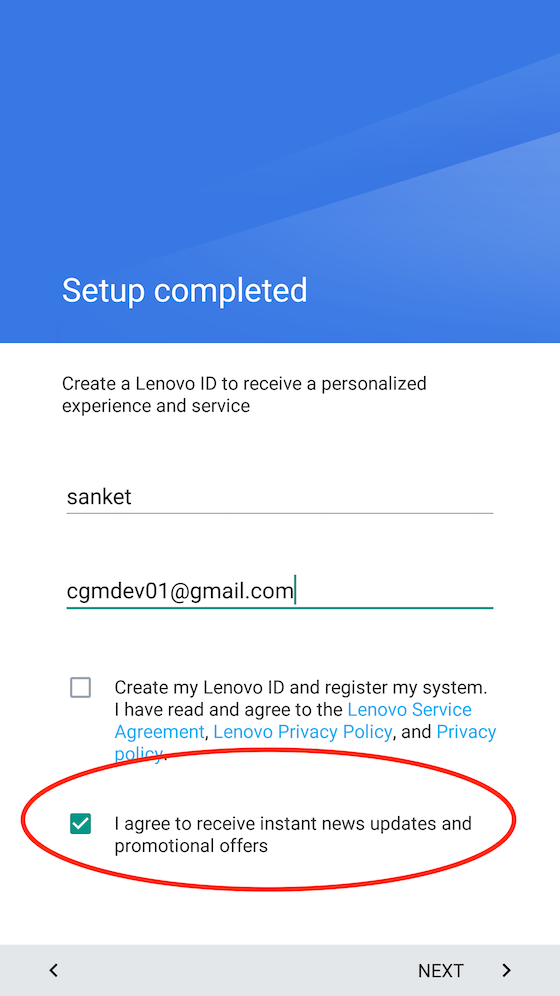 Setup completed
Create a Lenovo ID to receive a personalized
experience and service
sanket
cgmdev01@gmail.com
Create my Lenovo ID and register my system.
I have read and agree to the Lenovo Service
Agreement, Lenovo Privacy Policy, and Privacy
policy.
I agree to receive instant news updates and
promotional offers
NEXT